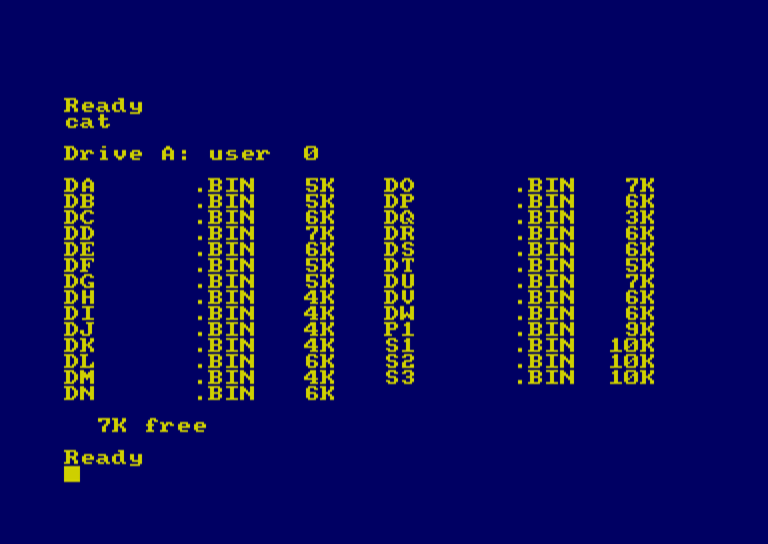 Ready
cat
Drive A: user  0
DA      .BIN   5K   DO      .BIN   7K
DB      .BIN   5K   DP      .BIN   6K
DC      .BIN   6K   DQ      .BIN   3K
DD      .BIN   7K   DR      .BIN   6K
DE      .BIN   6K   DS      .BIN   6K
DF      .BIN   5K   DT      .BIN   5K
DG      .BIN   5K   DU      .BIN   7K
DH      .BIN   4K   DV      .BIN   6K
DI      .BIN   4K   DW      .BIN   6K
DJ      .BIN   4K   P1      .BIN   9K
DK      .BIN   4K   S1      .BIN  10K
DL      .BIN   6K   S2      .BIN  10K
DM      .BIN   4K   S3      .BIN  10K
DN      .BIN   6K
7K free
Ready